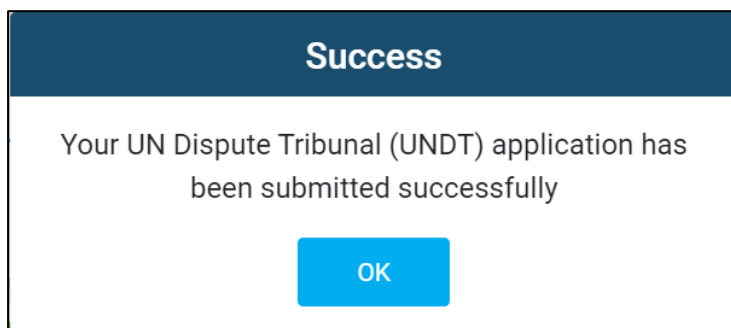 Success
Your UN Dispute Tribunal (UNDT) application has
been submitted successfully
OK